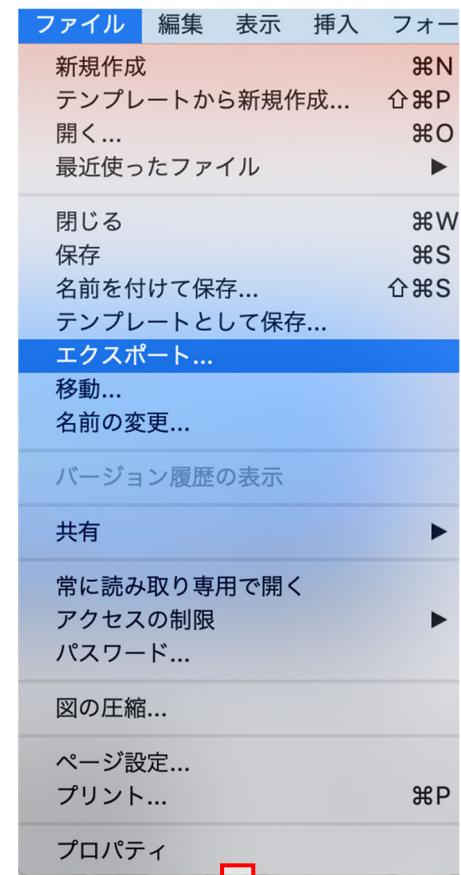 ファイル 編集 表示 挿入 フォー
新規作成 ⌘N
テンプレートから新規作成... ⇧⌘P
開く... ⌘O
最近使ったファイル ▶
閉じる ⌘W
保存 ⌘S
名前を付けて保存... ⇧⌘S
テンプレートとして保存...
エクスポート...
移動...
名前の変更...
バージョン履歴の表示
共有 ▶
常に読み取り専用で開く
アクセスの制限 ▶
パスワード...
図の圧縮...
ページ設定...
プリント... ⌘P
プロパティ